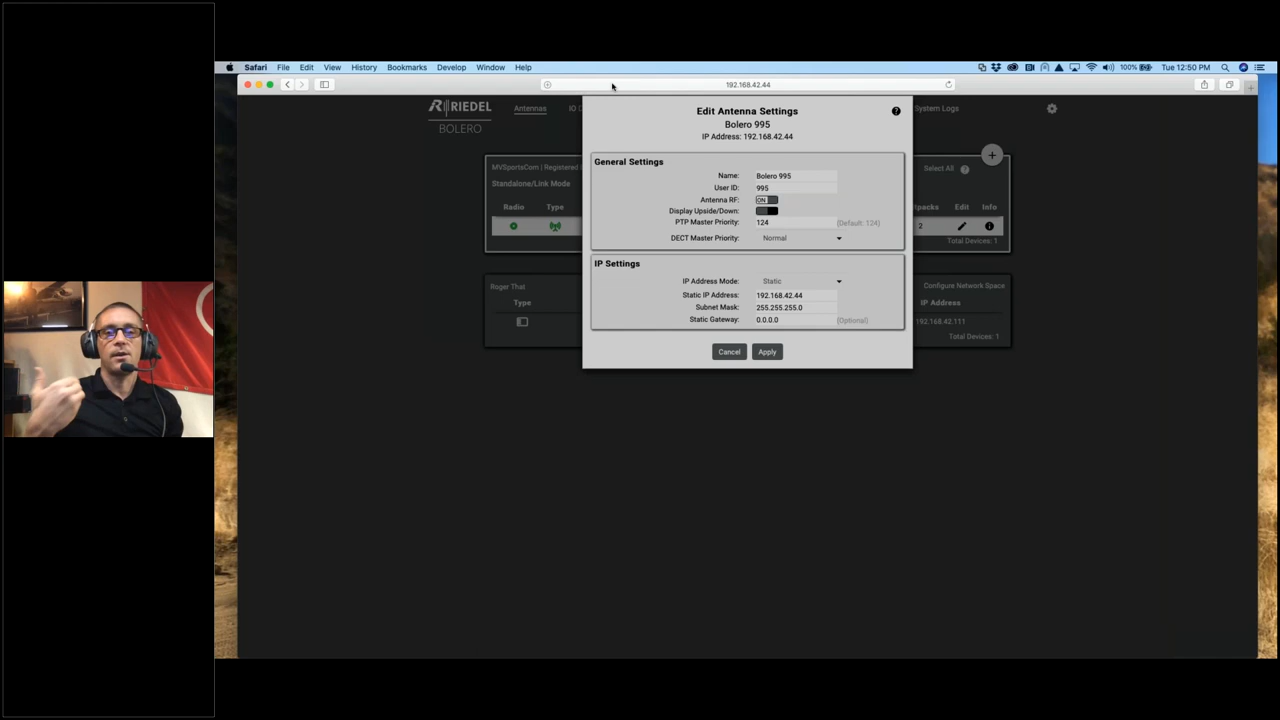 Safari File Edit View History Bookmarks Develop Window Help 100% Tue 12:50 PM
192.168.42.44
RIEDEL
BOLERO
Antennas
System Logs
Edit Antenna Settings
Bolero 995
IP Address: 192.168.42.44
General Settings
Name: Bolero 995
User ID: 995
Antenna RF: ON
Display Upside/Down:
PTP Master Priority: 124 (Default: 124)
DECT Master Priority: Normal
IP Settings
IP Address Mode: Static
Static IP Address: 192.168.42.44
Subnet Mask: 255.255.255.0
Static Gateway: 0.0.0.0 (Optional)
Cancel Apply
MVSportsCom | Registered
Standalone/Link Mode
Radio Type
Select All
Edit Info
2
Total Devices: 1
Roger That
Type
Configure Network Space
IP Address
192.168.42.111
Total Devices: 1